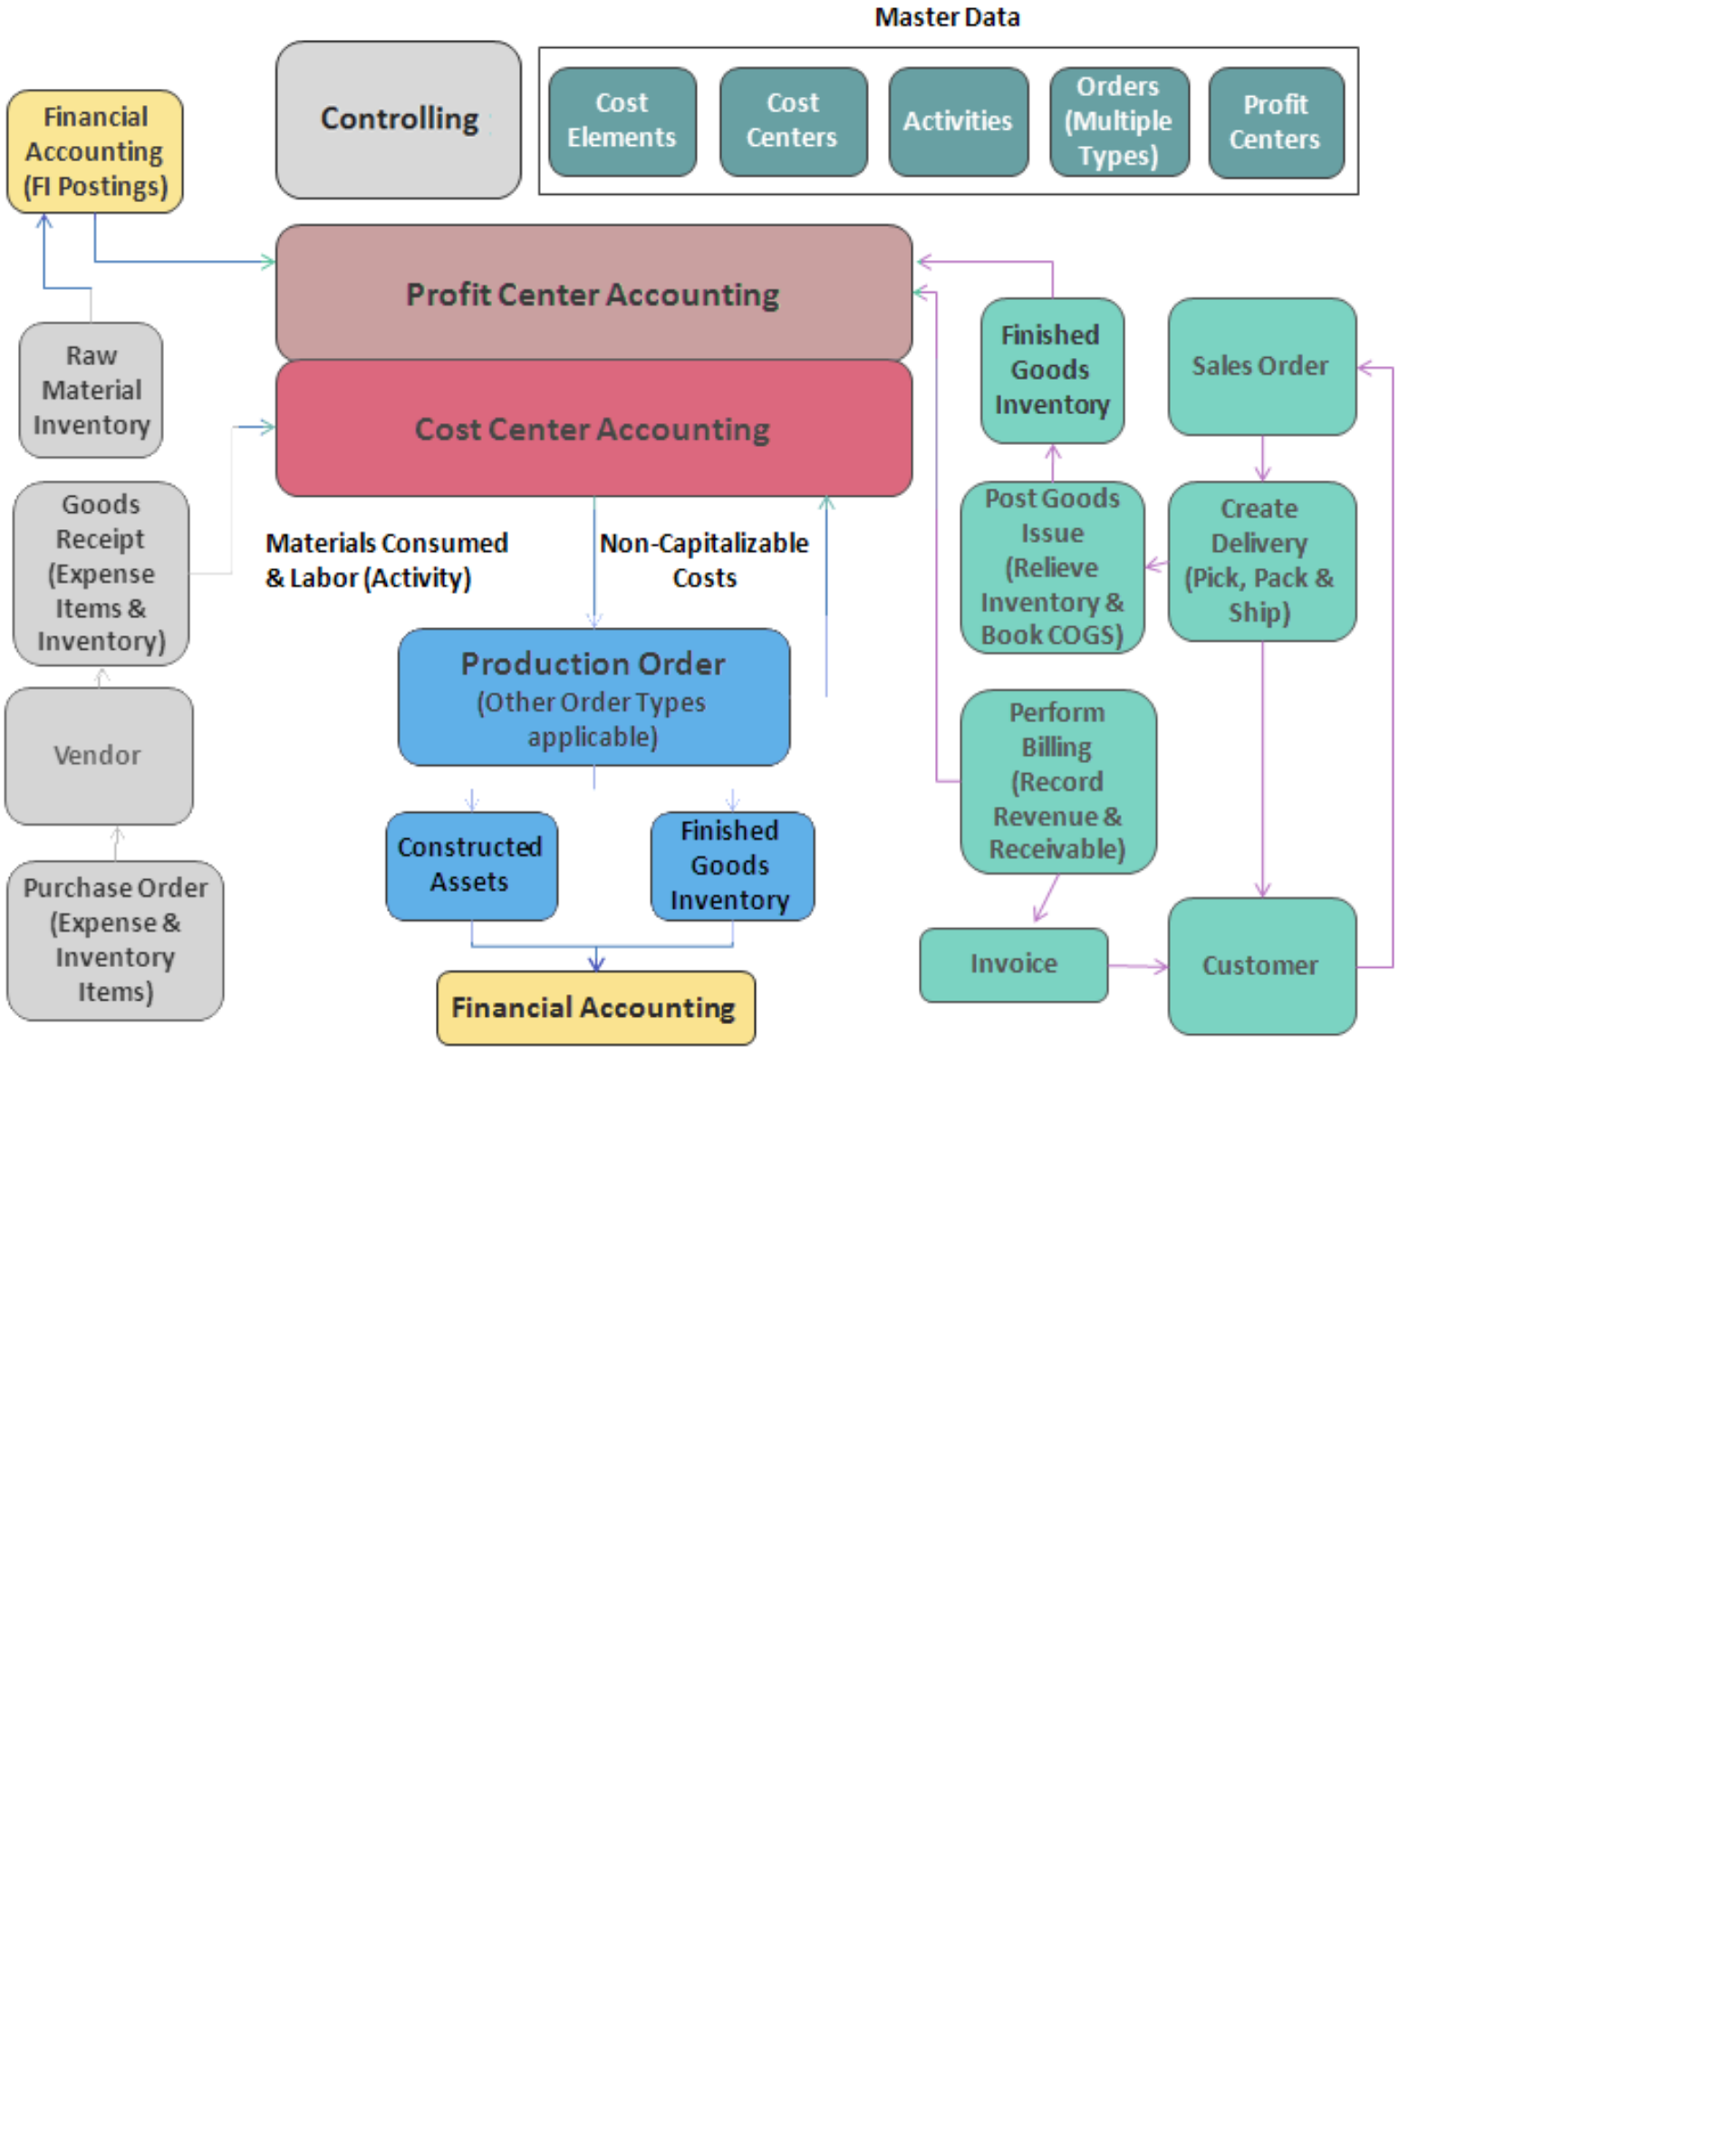 Master Data
Controlling
Cost
Elements
Cost
Centers
Activities
Orders
(Multiple
Types)
Profit
Centers
Financial
Accounting
(FI Postings)
Profit Center Accounting
Cost Center Accounting
Raw
Material
Inventory
Goods
Receipt
(Expense
Items &
Inventory)
Vendor
Purchase Order
(Expense &
Inventory
Items)
Materials Consumed
& Labor (Activity)
Non-Capitalizable
Costs
Production Order
(Other Order Types
applicable)
Constructed
Assets
Finished
Goods
Inventory
Financial Accounting
Finished
Goods
Inventory
Sales Order
Post Goods
Issue
(Relieve
Inventory &
Book COGS)
Create
Delivery
(Pick, Pack &
Ship)
Perform
Billing
(Record
Revenue &
Receivable)
Invoice
Customer